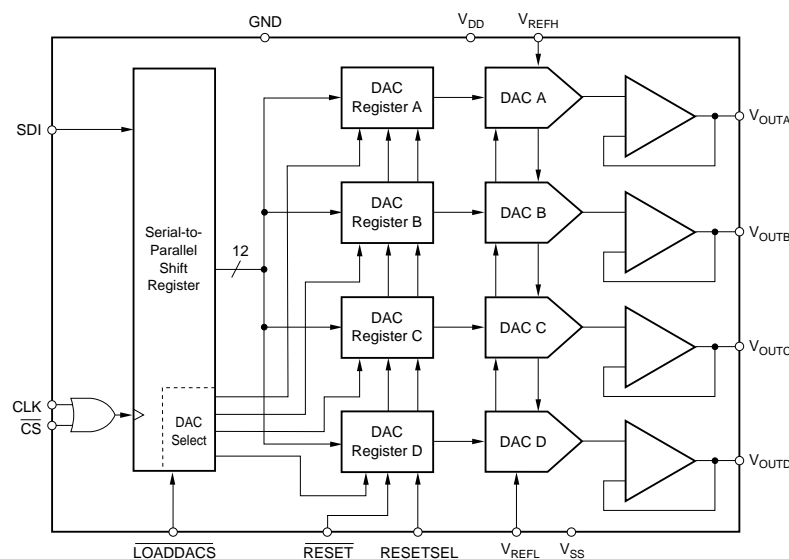 GND
VDD
VREFH
SDI
CLK
CS
Serial-to-
Parallel
Shift
Register
DAC
Select
12
DAC
Register A
DAC A
VOUTA
DAC
Register B
DAC B
VOUTB
DAC
Register C
DAC C
VOUTC
DAC
Register D
DAC D
VOUTD
LOADDACS
RESET
RESETSEL
VREFL
VSS